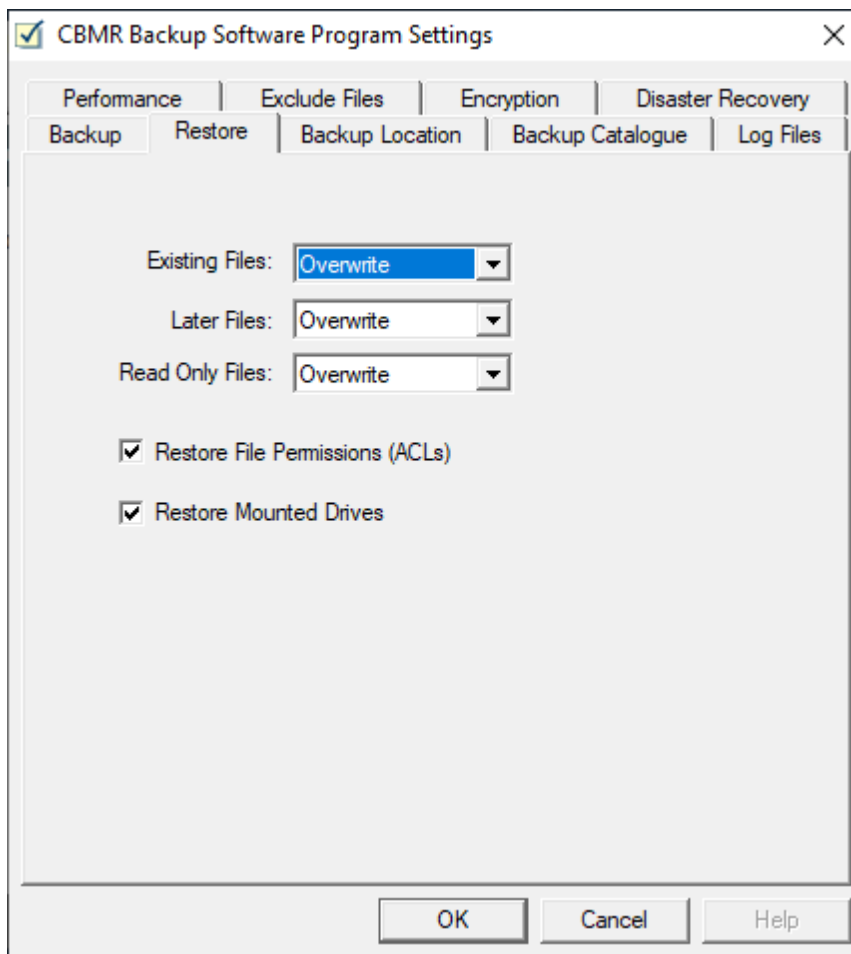 CBMR Backup Software Program Settings
Performance Exclude Files Encryption Disaster Recovery
Backup Restore Backup Location Backup Catalogue Log Files
Existing Files: Overwrite
Later Files: Overwrite
Read Only Files: Overwrite
Restore File Permissions (ACLs)
Restore Mounted Drives
OK Cancel Help